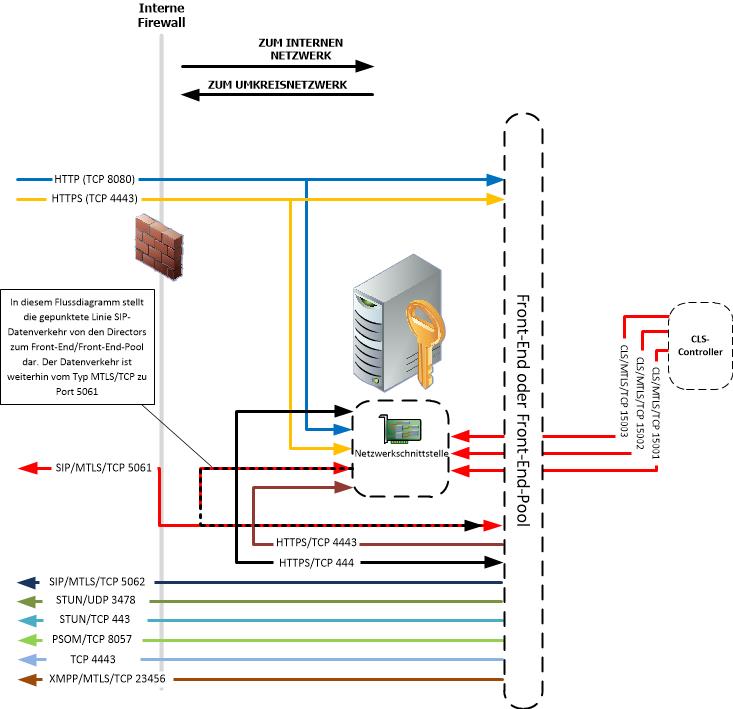 Interne
Firewall
ZUM INTERNEN
NETZWERK
ZUM UMKREISNETZWERK
HTTP (TCP 8080)
HTTPS (TCP 4443)
In diesem Flussdiagramm stellt
die gepunktete Linie SIP-
Datenverkehr von den Directors
zum Front-End/Front-End-Pool
dar. Der Datenverkehr ist
weiterhin vom Typ MTLS/TCP zu
Port 5061
Front-End oder Front-End-Pool
CLS-
Controller
CLS/MTLS/TCP 15003
CLS/MTLS/TCP 15002
CLS/MTLS/TCP 15001
Netzwerkschnittstelle
SIP/MTLS/TCP 5061
HTTPS/TCP 4443
HTTPS/TCP 444
SIP/MTLS/TCP 5062
STUN/UDP 3478
STUN/TCP 443
PSOM/TCP 8057
TCP 4443
XMPP/MTLS/TCP 23456